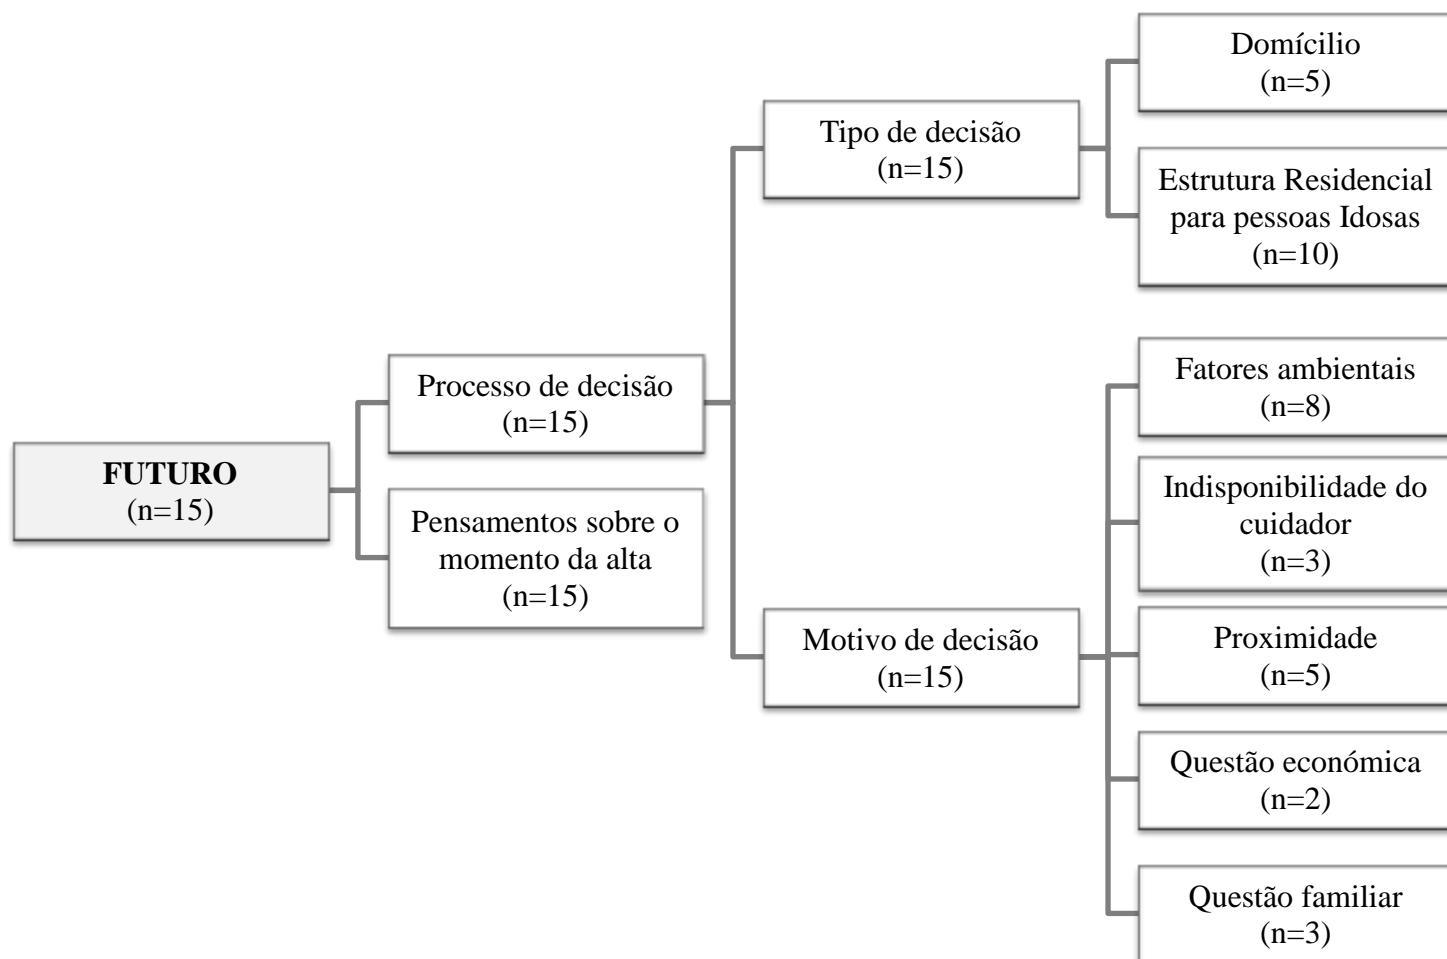 FUTURO
(n=15)
Processo de decisão
(n=15)
Pensamentos sobre o
momento da alta
(n=15)
Tipo de decisão
(n=15)
Domícilio
(n=5)
Estrutura Residencial
para pessoas Idosas
(n=10)
Motivo de decisão
(n=15)
Fatores ambientais
(n=8)
Indisponibilidade do
cuidador
(n=3)
Proximidade
(n=5)
Questão económica
(n=2)
Questão familiar
(n=3)